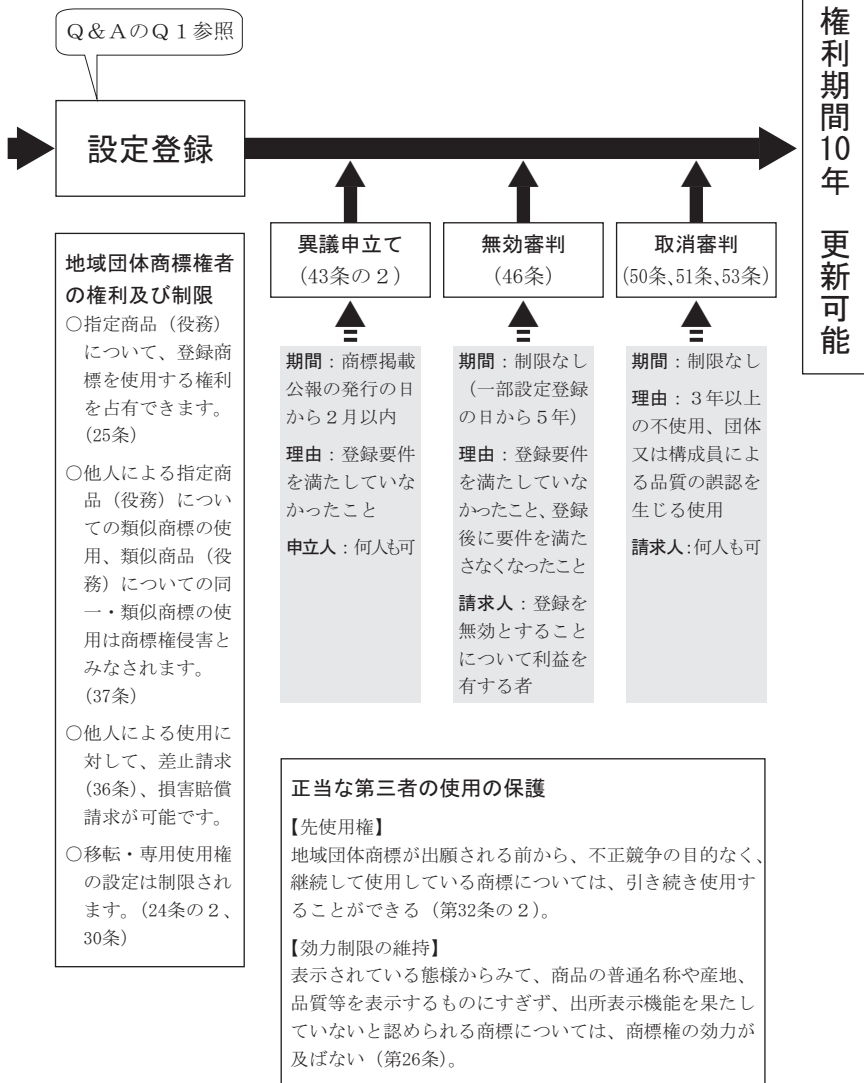 Q&AのQ1参照
設定登録
権利期間10年　更新可能
地域団体商標権者
の権利及び制限
○指定商品（役務）
について、登録商
標を使用する権利
を占有できます。
(25条)
○他人による指定商
品（役務）につい
ての類似商標の使
用、類似商品（役
務）についての同
一・類似商標の使
用は商標権侵害と
みなされます。
(37条)
○他人による使用に
対して、差止請求
(36条)、損害賠償
請求が可能です。
○移転・専用使用権
の設定は制限され
ます。(24条の2、
30条)
異議申立て
(43条の2)
期間：商標掲載
公報の発行の日
から2月以内
理由：登録要件
を満たしていな
かったこと
申立人：何人も可
無効審判
(46条)
期間：制限なし
（一部設定登録
の日から5年）
理由：登録要件
を満たしていな
かったこと、登録
後に要件を満た
さなくなったこと
請求人：登録を
無効とすること
について利益を
有する者
取消審判
(50条、51条、53条)
期間：制限なし
理由：3年以上
の不使用、団体
又は構成員によ
る品質の誤認を
生じる使用
請求人：何人も可
正当な第三者の使用の保護
【先使用権】
地域団体商標が出願される前から、不正競争の目的なく、
継続して使用している商標については、引き続き使用す
ることができる（第32条の2）。
【効力制限の維持】
表示されている態様からみて、商品の普通名称や産地、
品質等を表示するものにすぎず、出所表示機能を果たし
ていないと認められる商標については、商標権の効力が
及ばない（第26条）。